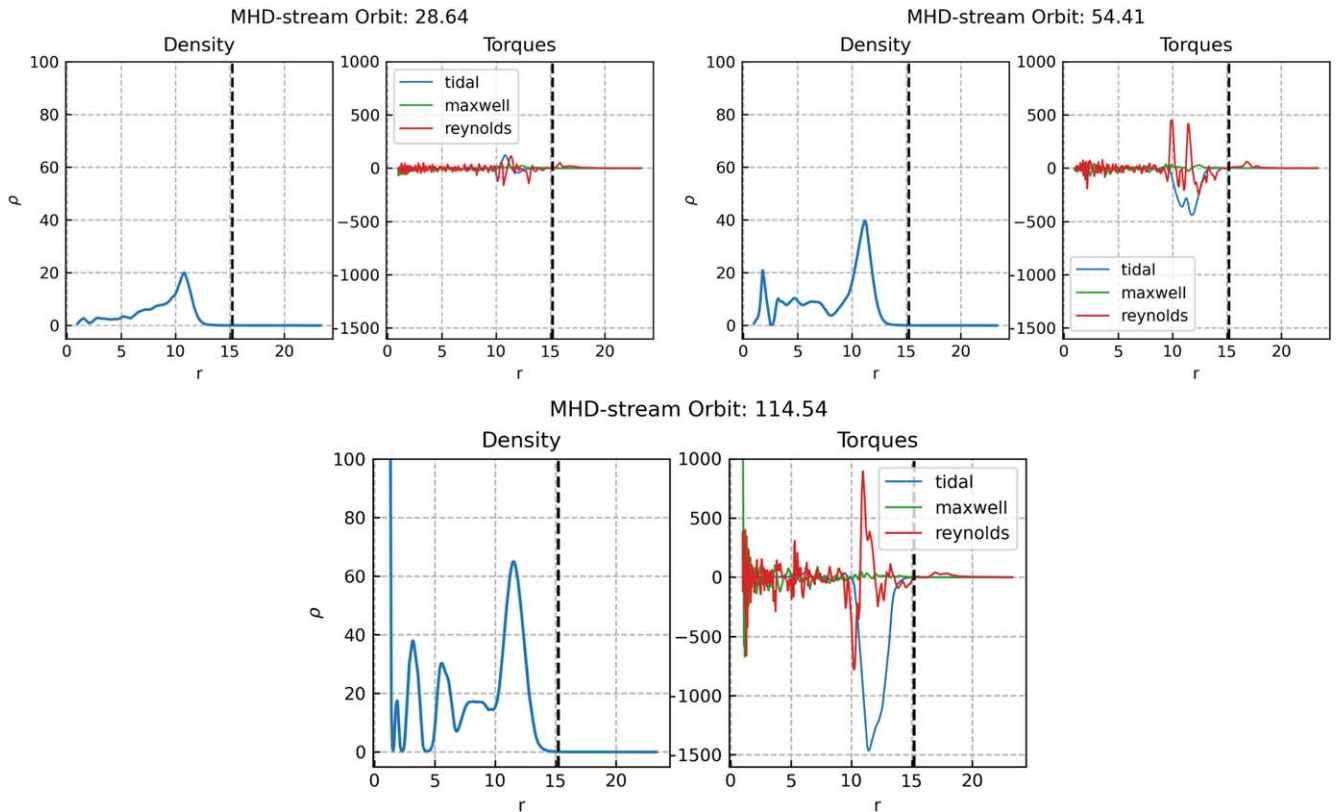 MHD-stream Orbit: 28.64
Density
Torques
100
80
60
40
20
0
ρ
0 5 10 15 20
r
1000
500
0
−500
−1000
−1500
tidal
maxwell
reynolds
0 5 10 15 20
r
MHD-stream Orbit: 54.41
Density
Torques
100
80
60
40
20
0
ρ
0 5 10 15 20
r
1000
500
0
−500
−1000
−1500
tidal
maxwell
reynolds
0 5 10 15 20
r
MHD-stream Orbit: 114.54
Density
Torques
100
80
60
40
20
0
ρ
0 5 10 15 20
r
1000
500
0
−500
−1000
−1500
tidal
maxwell
reynolds
0 5 10 15 20
r